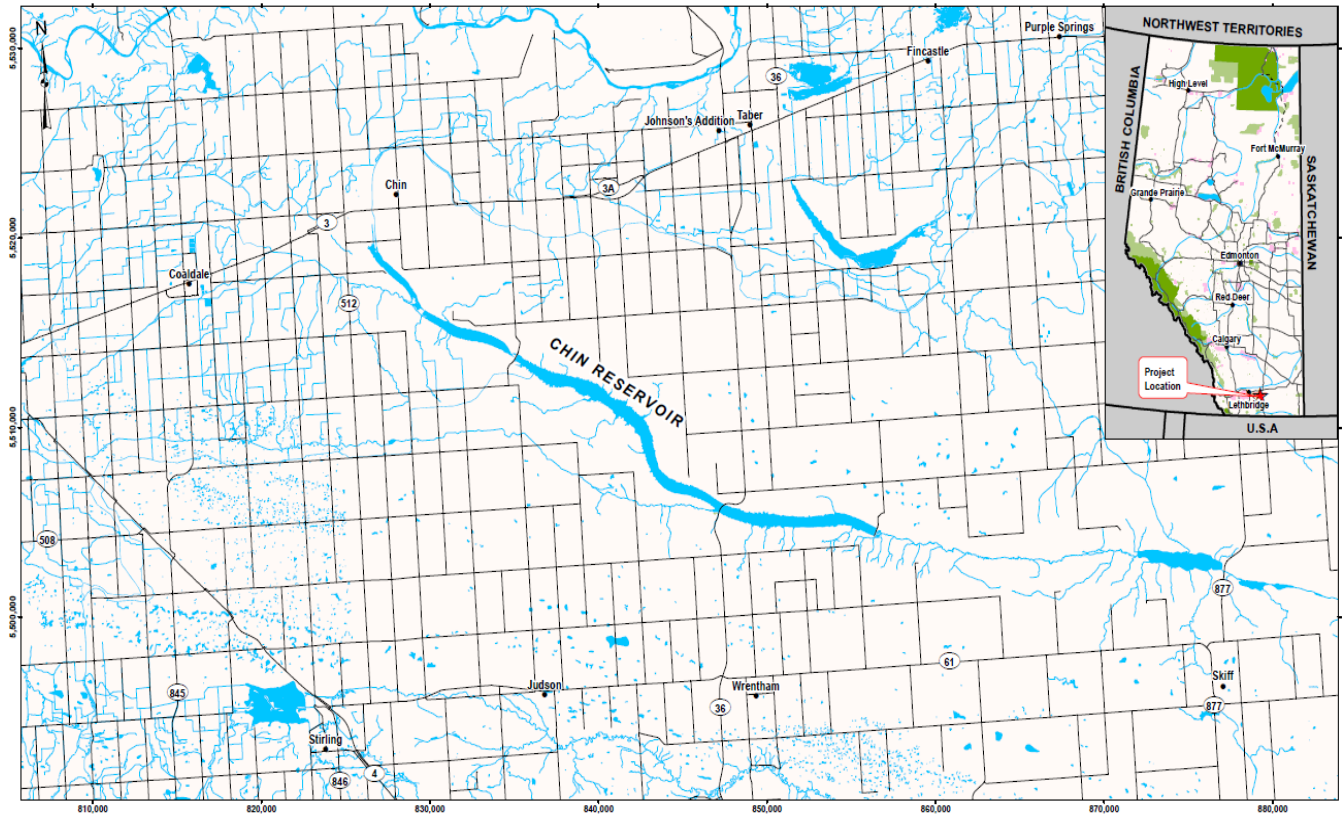 N
5,530,000
5,520,000
5,510,000
5,500,000
Purple Springs
Fincastle
36
Johnson's Addition
Taber
Chin
3A
3
Coaldale
512
CHIN RESERVOIR
508
877
61
Judson
Wrentham
Skiff
845
36
877
Stirling
846
4
810,000
820,000
830,000
840,000
850,000
860,000
870,000
880,000
NORTHWEST TERRITORIES
BRITISH COLUMBIA
SASKATCHEWAN
High Level
Fort McMurray
Grande Prairie
Edmonton
Red Deer
Calgary
Project
Location
Lethbridge
U.S.A